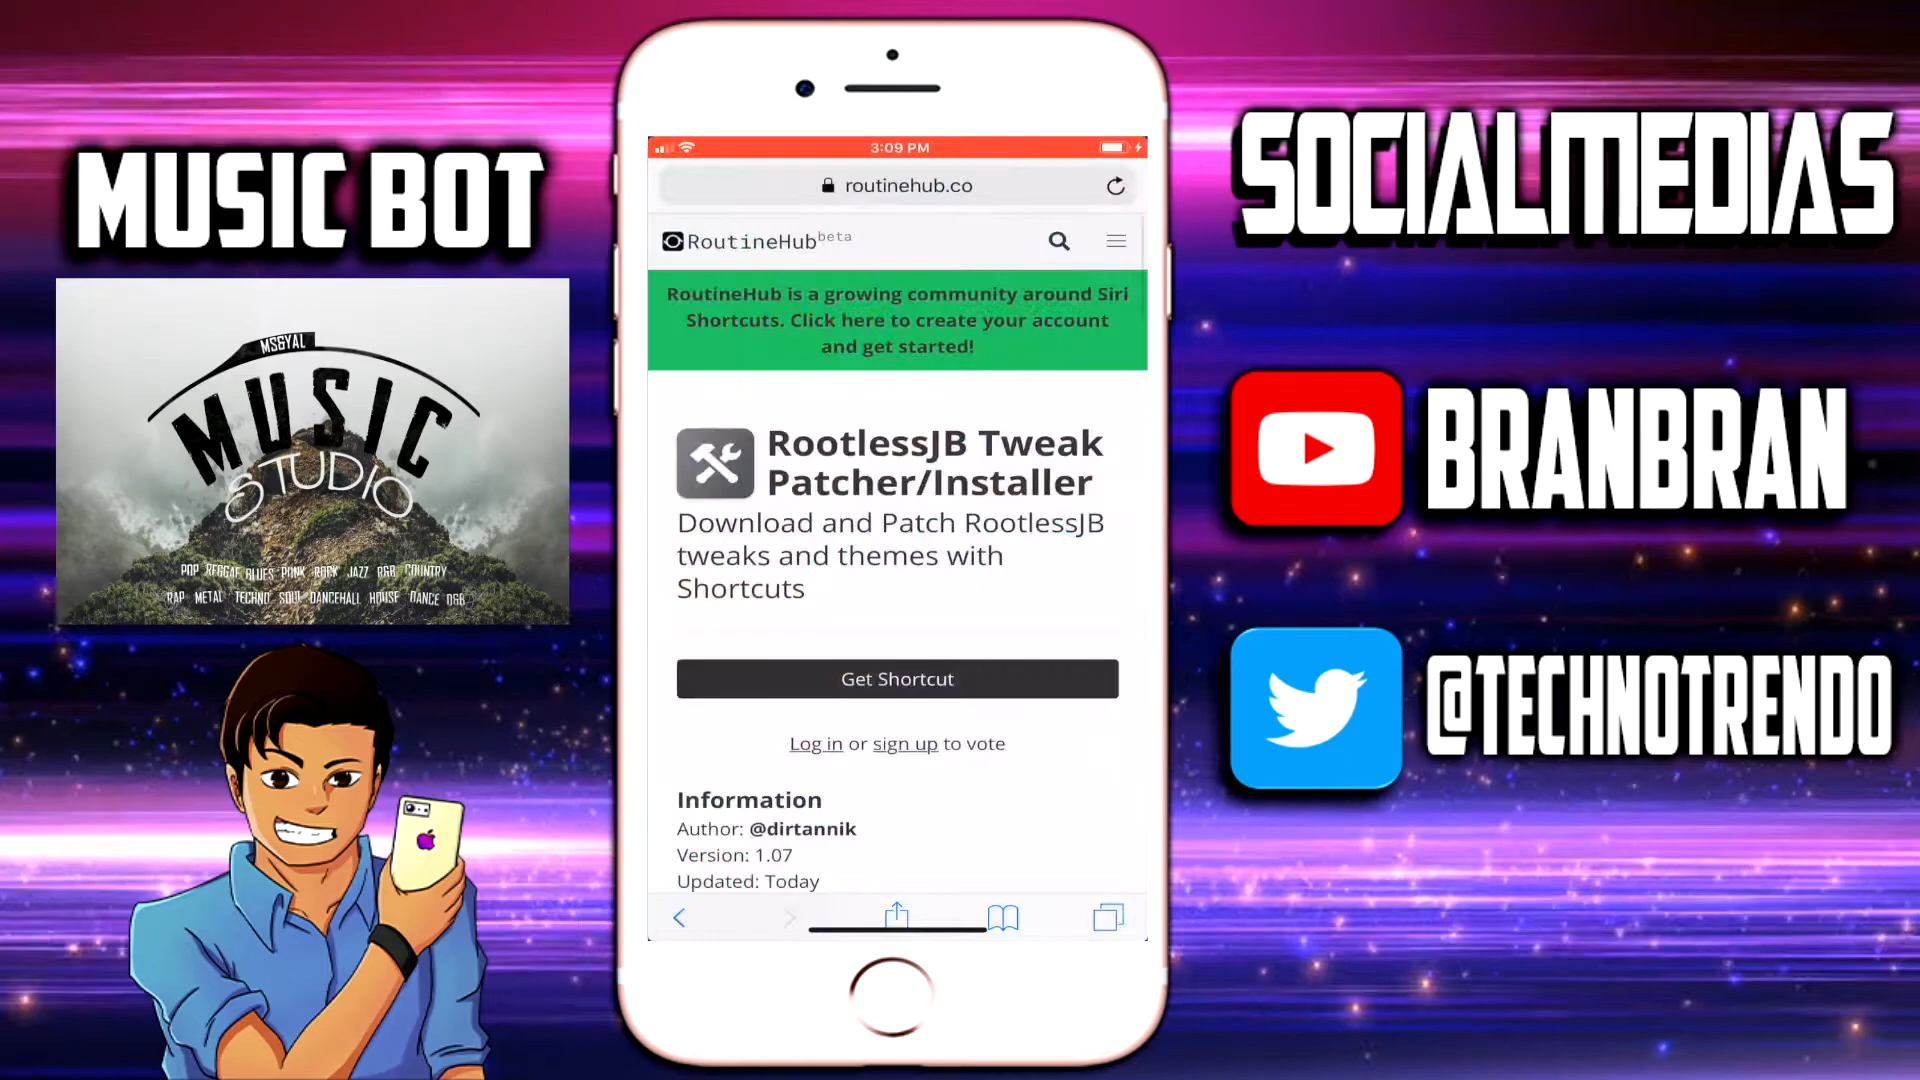 MUSIC BOT
MS&YAL
MUSIC
STUDIO
POP REGGAE BLUES PUNK ROCK JAZZ R&B COUNTRY
RAP METAL TECHNO SOUL DANCEHALL HOUSE DANCE D&B
3:09 PM
routinehub.co
RoutineHub beta
RoutineHub is a growing community around Siri
Shortcuts. Click here to create your account
and get started!
RootlessJB Tweak
Patcher/Installer
Download and Patch RootlessJB
tweaks and themes with
Shortcuts
Get Shortcut
Log in or sign up to vote
Information
Author: @dirtannik
Version: 1.07
Updated: Today
SOCIALMEDIAS
BRANBRAN
@TECHNOTRENDO